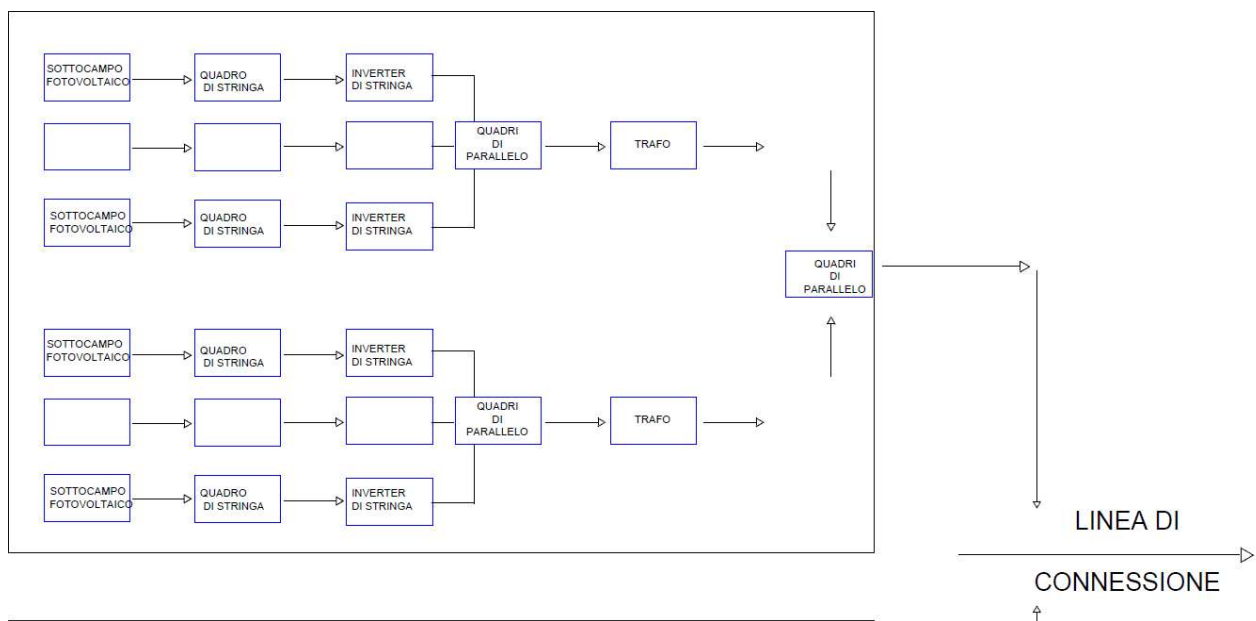 SOTTOCAMPO
FOTOVOLTAICO
QUADRO
DI STRINGA
INVERTER
DI STRINGA
QUADRI
DI
PARALLELO
TRAFO
SOTTOCAMPO
FOTOVOLTAICO
QUADRO
DI STRINGA
INVERTER
DI STRINGA
QUADRI
DI
PARALLELO
SOTTOCAMPO
FOTOVOLTAICO
QUADRO
DI STRINGA
INVERTER
DI STRINGA
QUADRI
DI
PARALLELO
TRAFO
SOTTOCAMPO
FOTOVOLTAICO
QUADRO
DI STRINGA
INVERTER
DI STRINGA
LINEA DI
CONNESSIONE